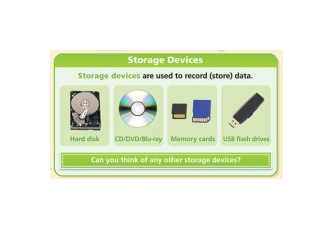 Storage Devices
Storage devices are used to record (store) data.
Hard disk CD/DVD/Blu-ray Memory cards USB flash drives
Can you think of any other storage devices?